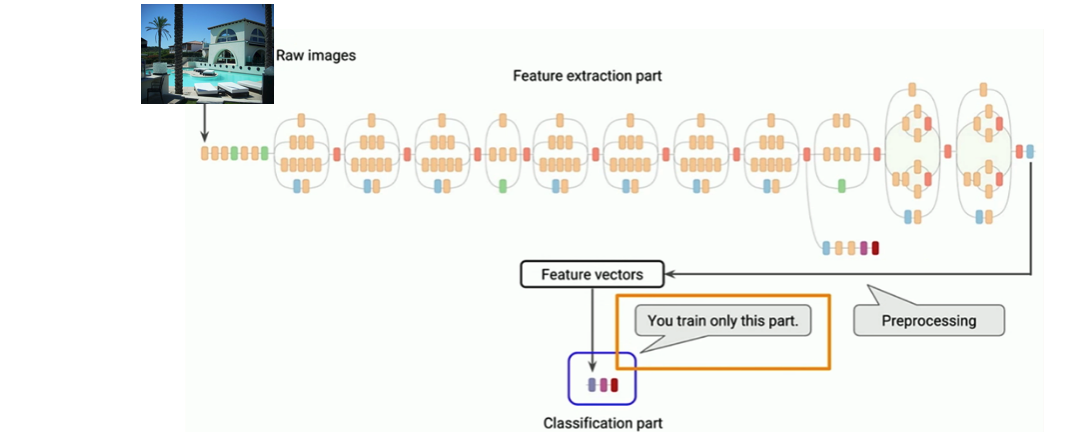 Raw images
Feature extraction part
Feature vectors
You train only this part.
Preprocessing
Classification part